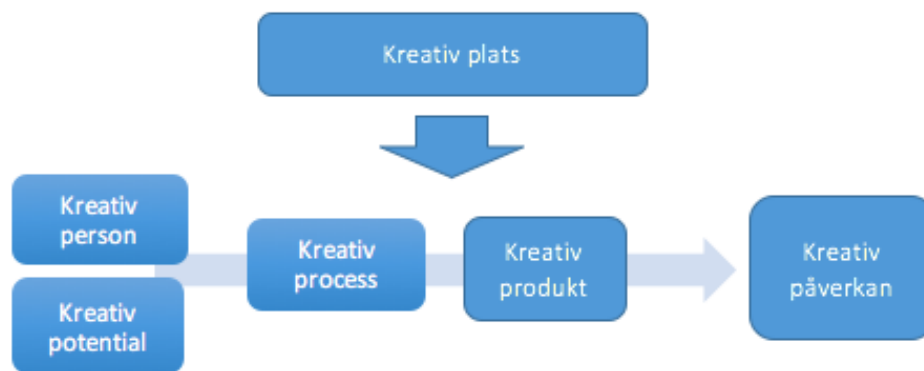 Kreativ plats
Kreativ
person
Kreativ
potential
Kreativ
process
Kreativ
produkt
Kreativ
påverkan